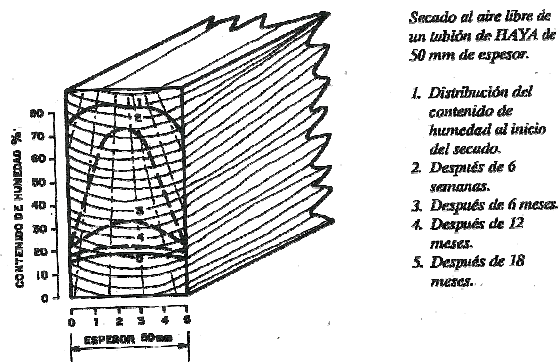 Secado al aire libre de
un tablón de HAYA de
50 mm de espesor.
1. Distribución del
contenido de
humedad al inicio
del secado.
2. Después de 6
semanas.
3. Después de 6 meses.
4. Después de 12
meses.
5. Después de 18
meses.
CONTENIDO DE HUMEDAD %
80
70
60
50
40
30
20
10
0
1
2
3
4
5
0 1 2 3 4 5
ESPESOR 50mm